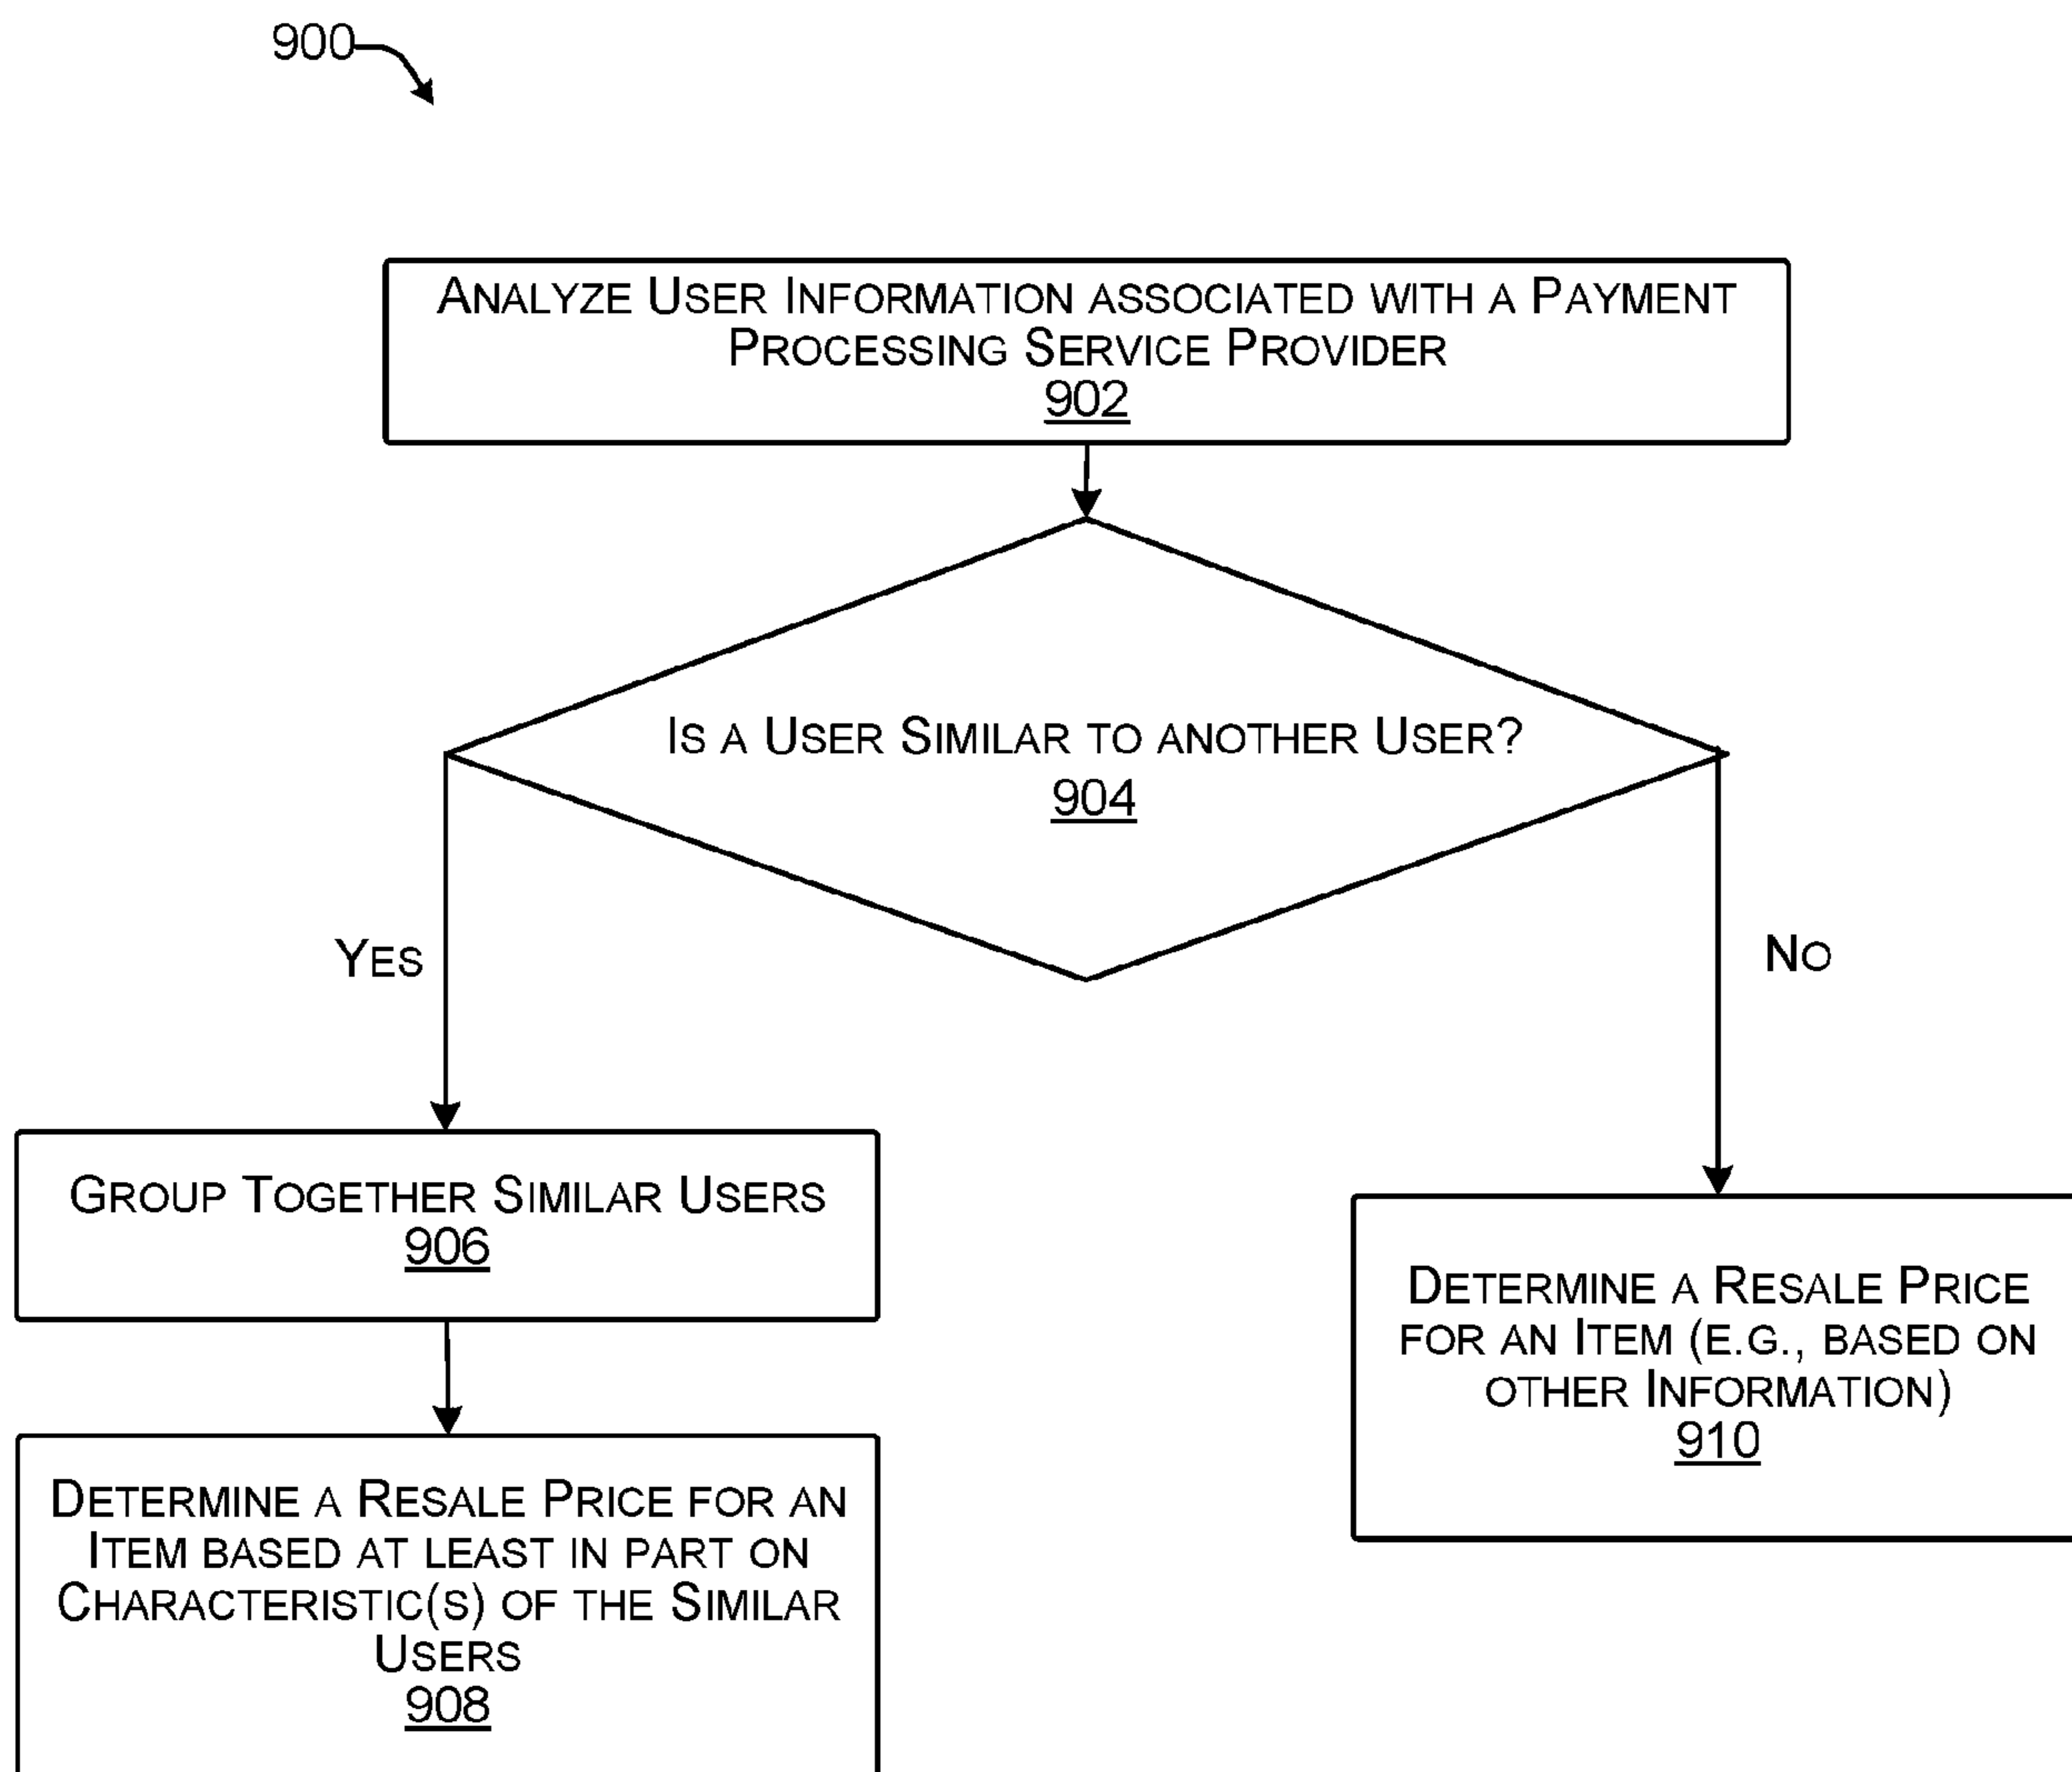 900
Analyze User Information associated with a Payment
Processing Service Provider
902
Is a User Similar to another User?
904
Yes
No
Group Together Similar Users
906
Determine a Resale Price
for an Item (e.g., based on
other Information)
910
Determine a Resale Price for an
Item based at least in part on
Characteristic(s) of the Similar
Users
908